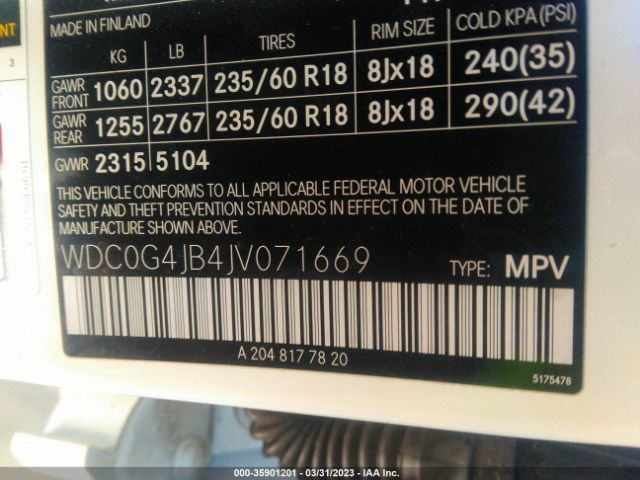 MADE IN FINLAND
KG LB TIRES RIM SIZE COLD KPA(PSI)
GAWR FRONT 1060 2337 235/60 R18 8Jx18 240(35)
GAWR REAR 1255 2767 235/60 R18 8Jx18 290(42)
GVWR 2315 5104
THIS VEHICLE CONFORMS TO ALL APPLICABLE FEDERAL MOTOR VEHICLE
SAFETY AND THEFT PREVENTION STANDARDS IN EFFECT ON THE DATE OF
MANUFACTURE SHOWN ABOVE.
WDC0G4JB4JV071669 TYPE: MPV
A 204 817 78 20
5175478
000-35901201 - 03/31/2023 - IAA Inc.